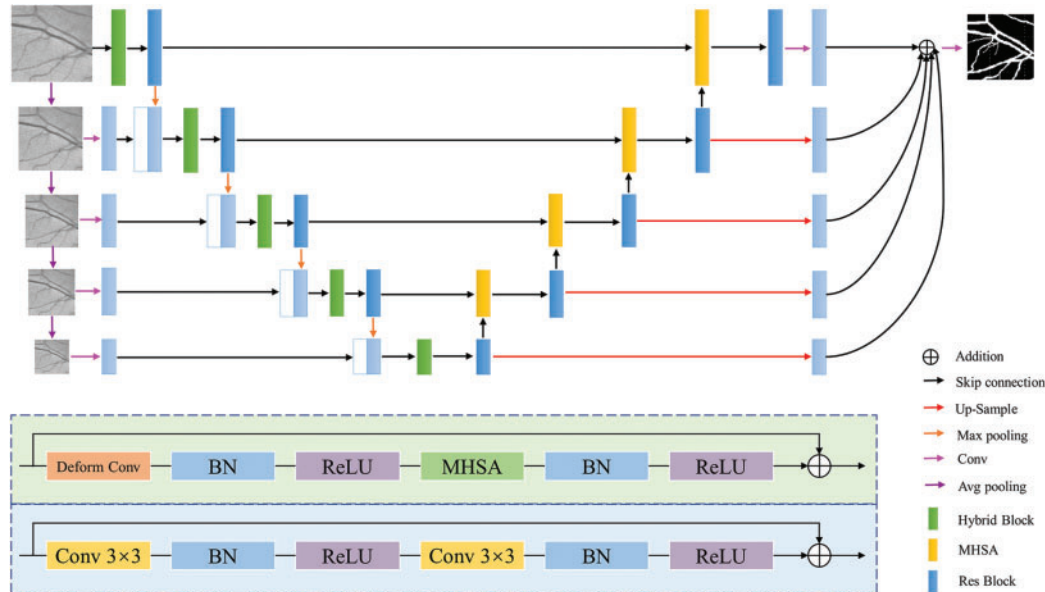 Addition
Skip connection
Up-Sample
Max pooling
Conv
Avg pooling
Hybrid Block
MHSA
Res Block
Deform Conv BN ReLU MHSA BN ReLU
Conv 3×3 BN ReLU Conv 3×3 BN ReLU